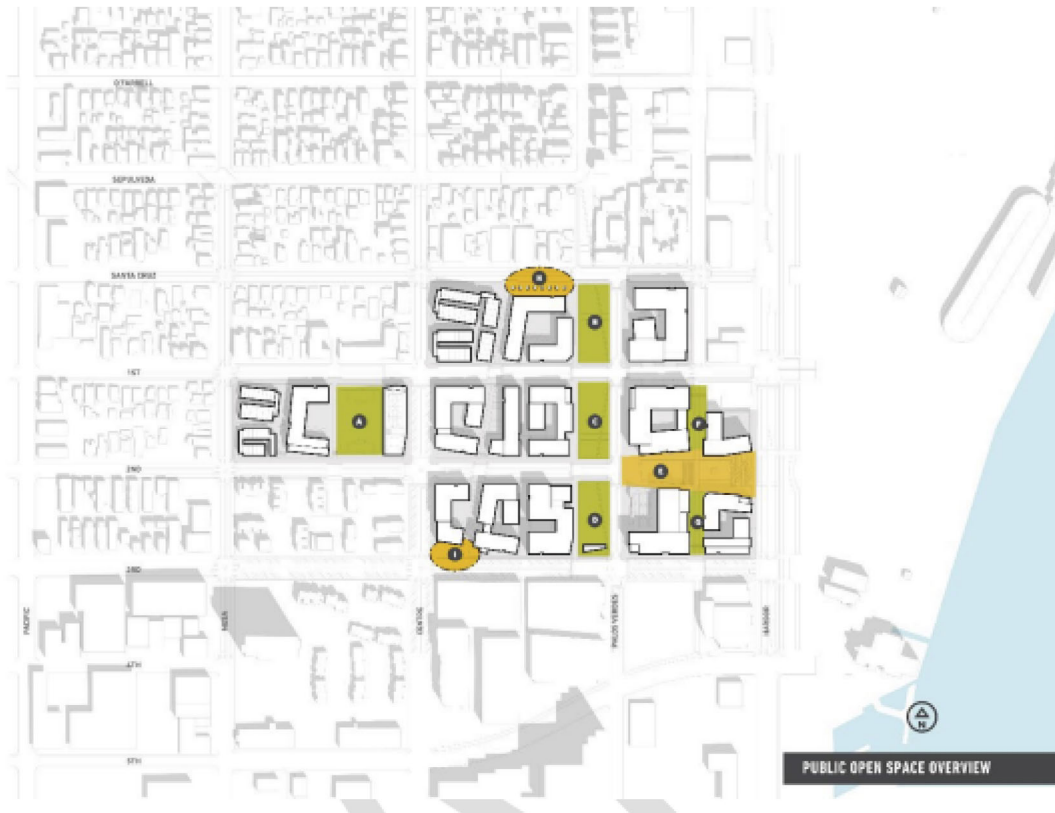 O'FARRELL
SEPULVEDA
SANTA CRUZ
H
B
1ST
A
C
F
2ND
E
D
G
I
3RD
PACIFIC
MESA
CENTRE
PALOS VERDES
HARBOR
4TH
5TH
N
PUBLIC OPEN SPACE OVERVIEW